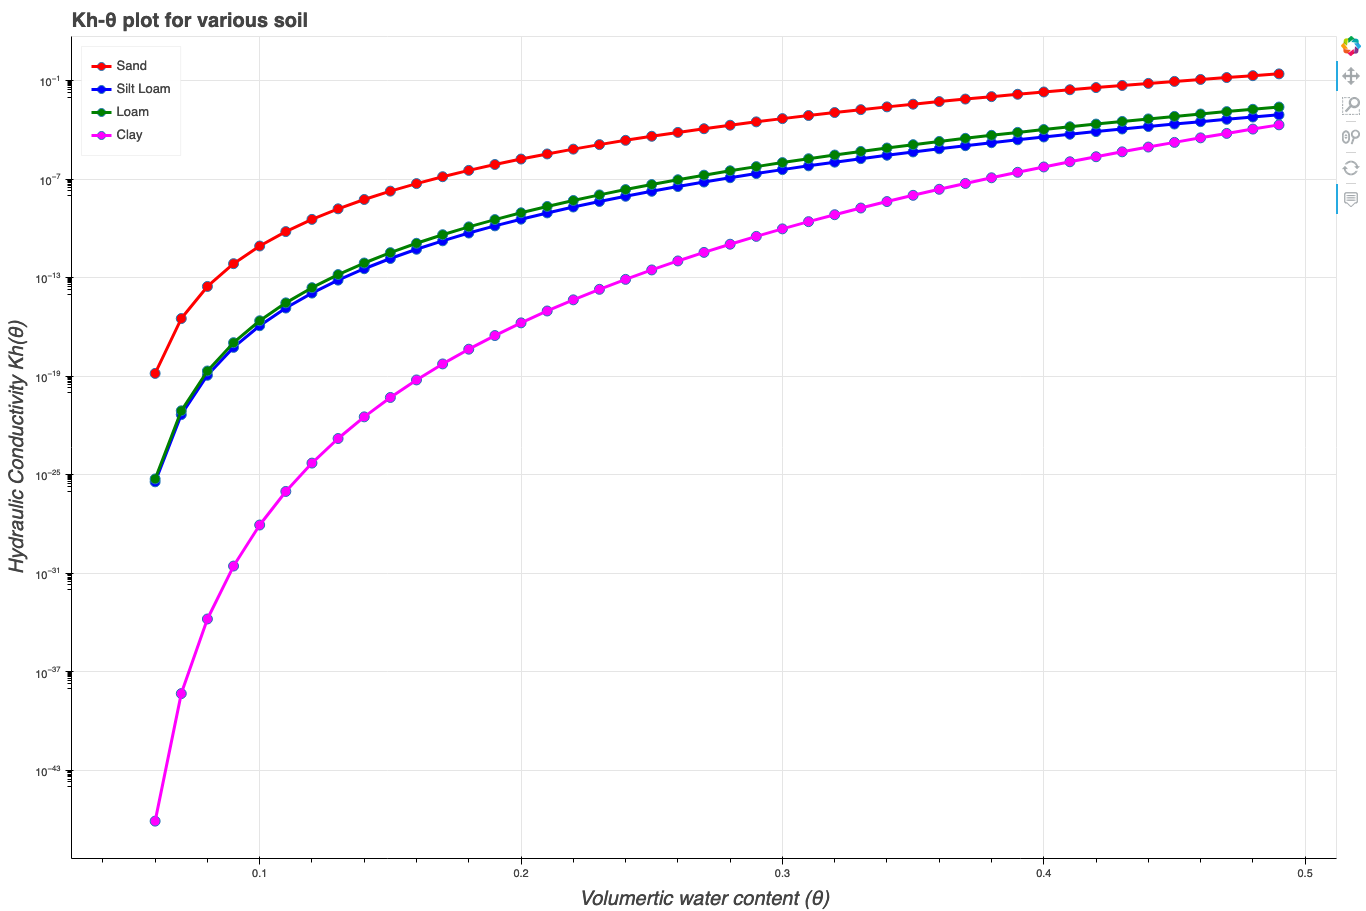 Kh-θ plot for various soil
Sand
Silt Loam
Loam
Clay
Hydraulic Conductivity Kh(θ)
10⁻¹
10⁻⁷
10⁻¹³
10⁻¹⁹
10⁻²⁵
10⁻³¹
10⁻³⁷
10⁻⁴³
0.1 0.2 0.3 0.4 0.5
Volumertic water content (θ)